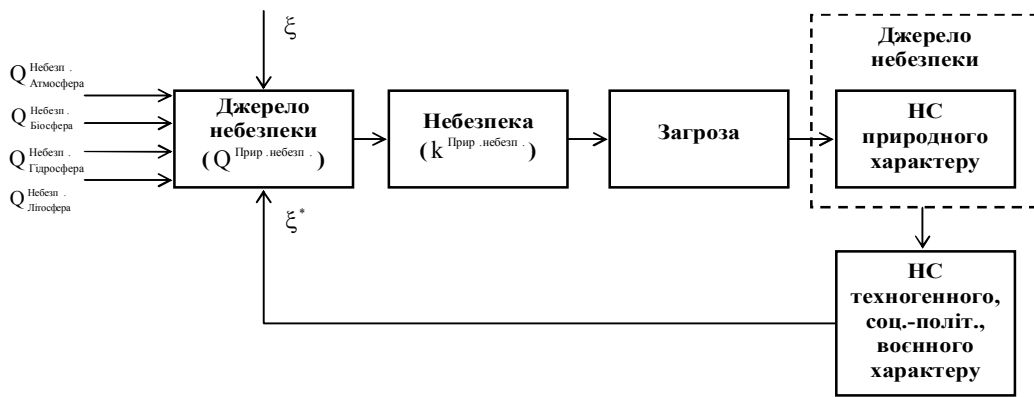 ξ
Q Небезп . Атмосфера
Q Небезп . Біосфера
Q Небезп . Гідросфера
Q Небезп . Літосфера
Джерело
небезпеки
( Q Прир .небезп . )
Небезпека
( k Прир .небезп . )
Загроза
Джерело
небезпеки
НС
природного
характеру
ξ*
НС
техногенного,
соц.-політ.,
воєнного
характеру